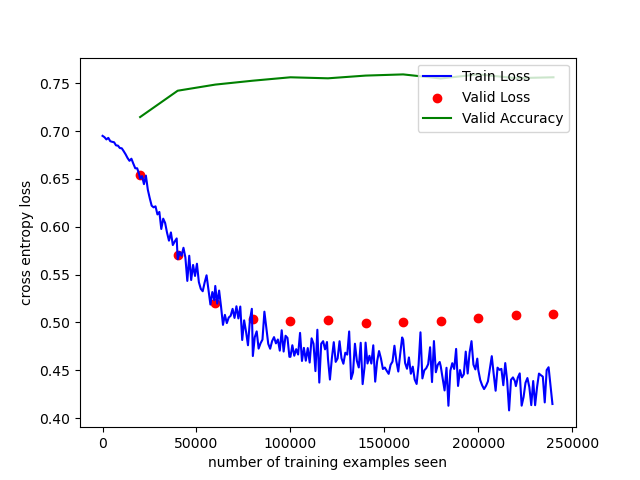 Train Loss
Valid Loss
Valid Accuracy
cross entropy loss
0.75
0.70
0.65
0.60
0.55
0.50
0.45
0.40
0
50000
100000
150000
200000
250000
number of training examples seen